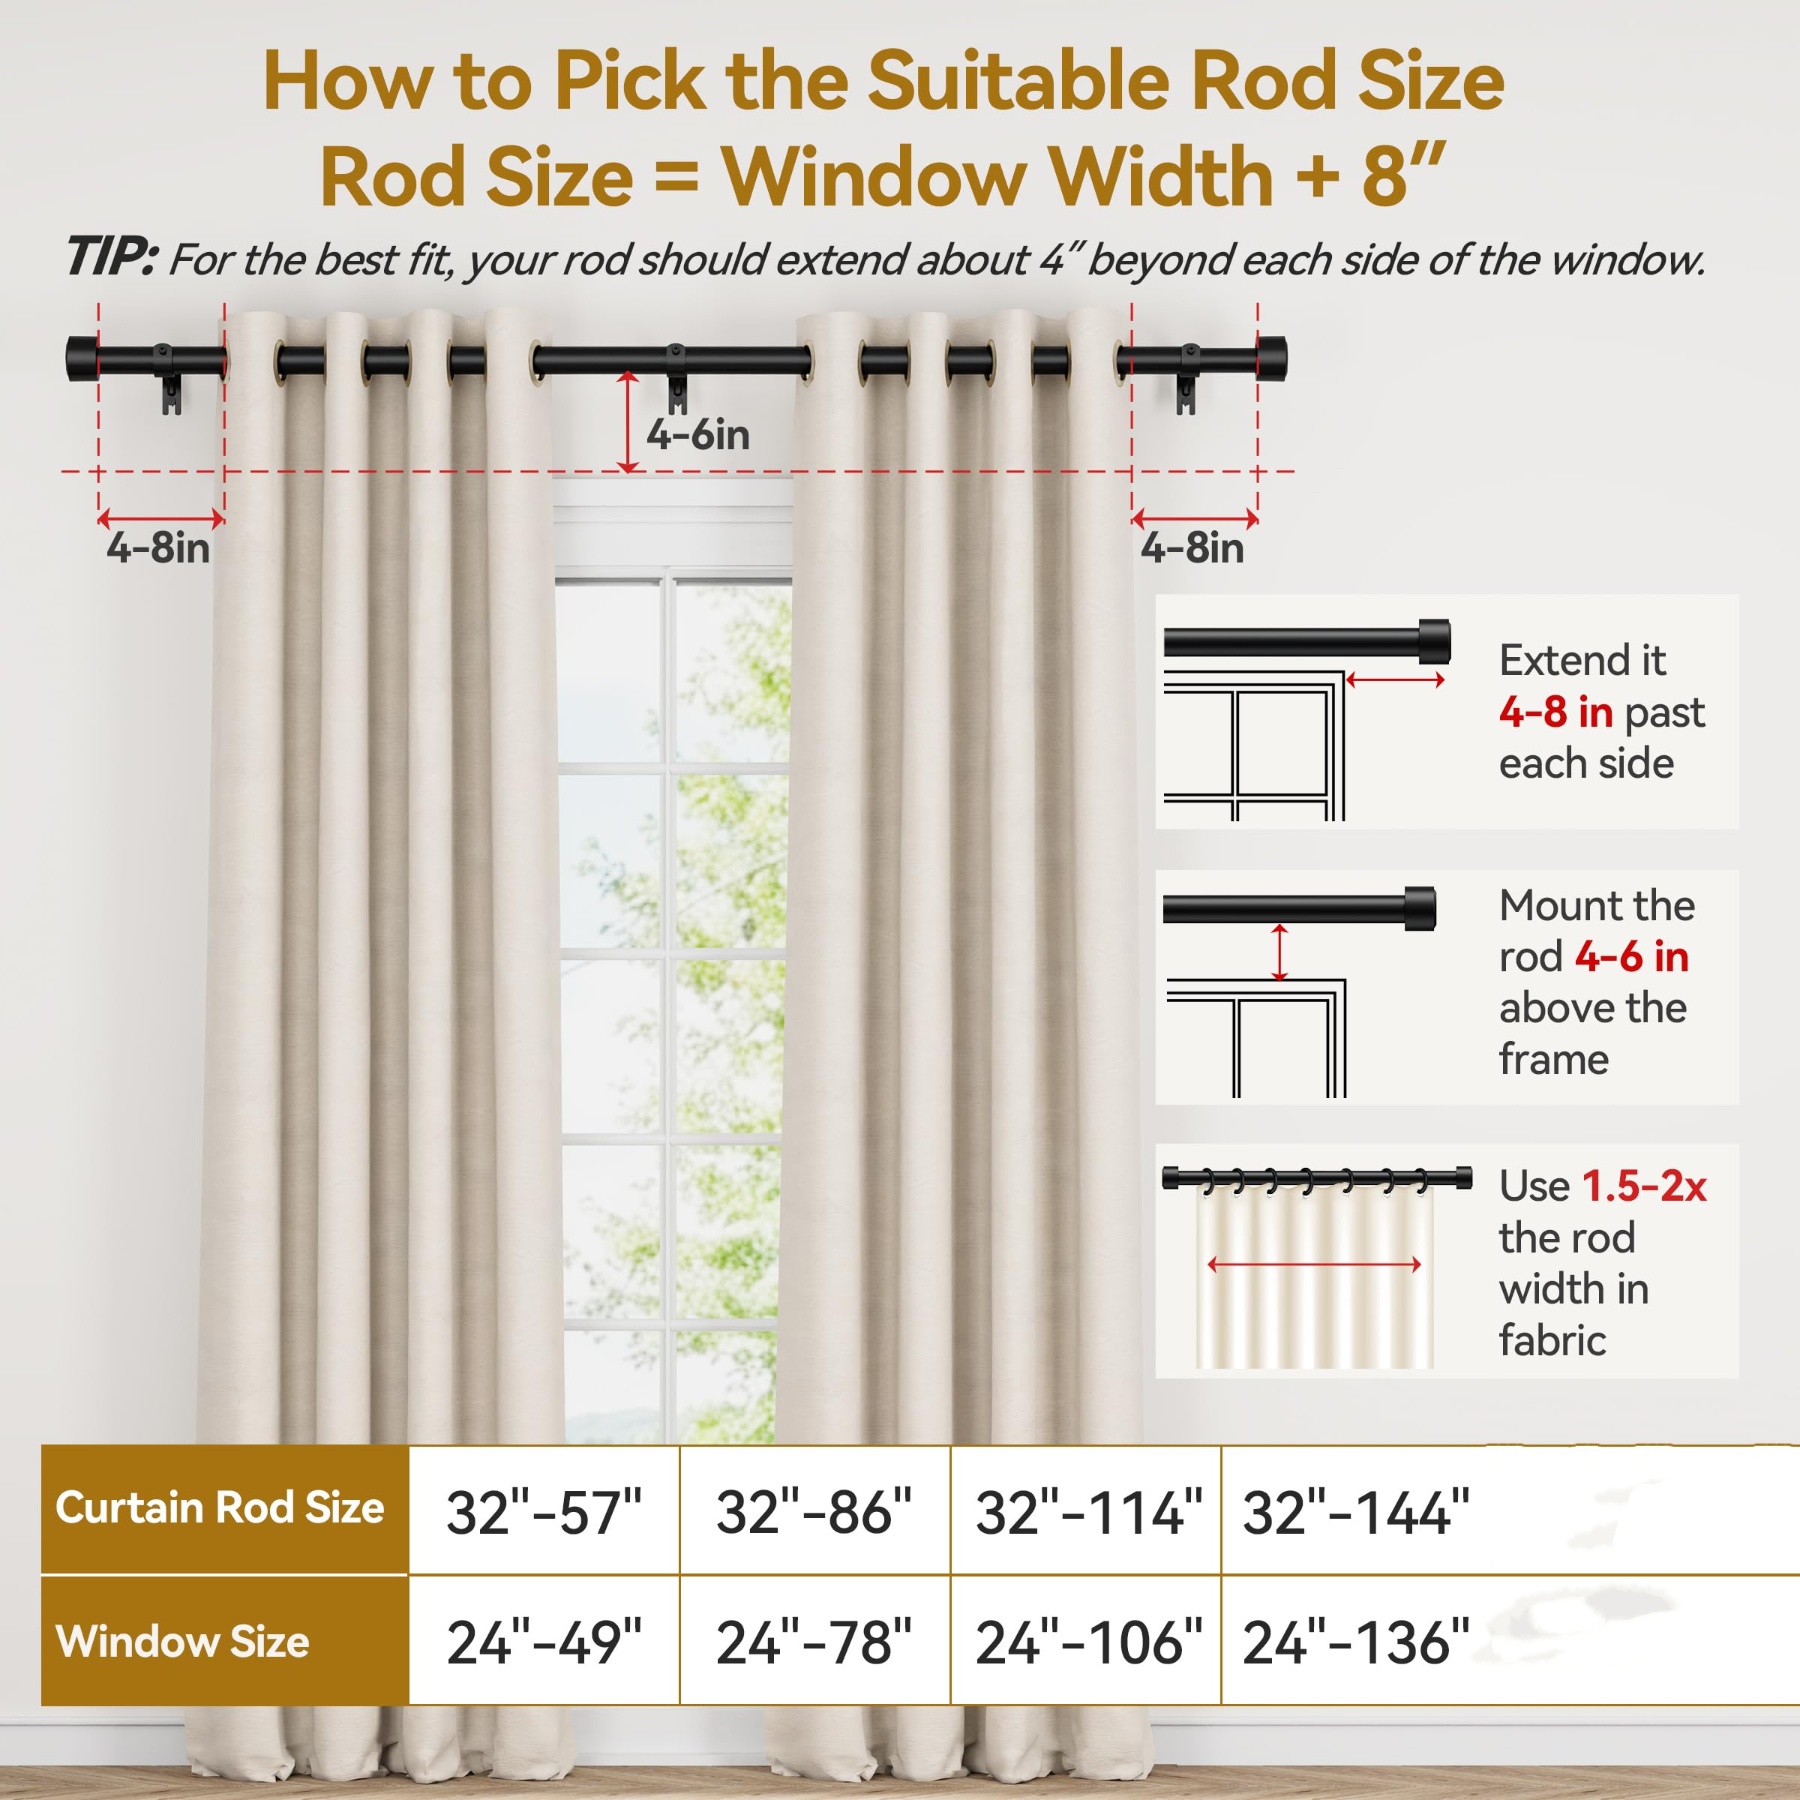 How to Pick the Suitable Rod Size
Rod Size = Window Width + 8″
TIP: For the best fit, your rod should extend about 4″ beyond each side of the window.
4-6in
4-8in
4-8in
Extend it
4-8 in past
each side
Mount the
rod 4-6 in
above the
frame
Use 1.5-2x
the rod
width in
fabric
Curtain Rod Size 32"-57" 32"-86" 32"-114" 32"-144"
Window Size 24"-49" 24"-78" 24"-106" 24"-136"